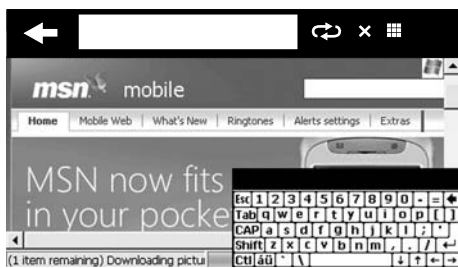 msn mobile
Home Mobile Web What's New Ringtones Alerts settings Extras
MSN now fits
in your pocke
Esc 1 2 3 4 5 6 7 8 9 0 - =
Tab q w e r t y u i o p [ ]
CAP a s d f g h j k l ; '
Shift z x c v b n m , . /
Ctl áü ` \
(1 item remaining) Downloading pictui